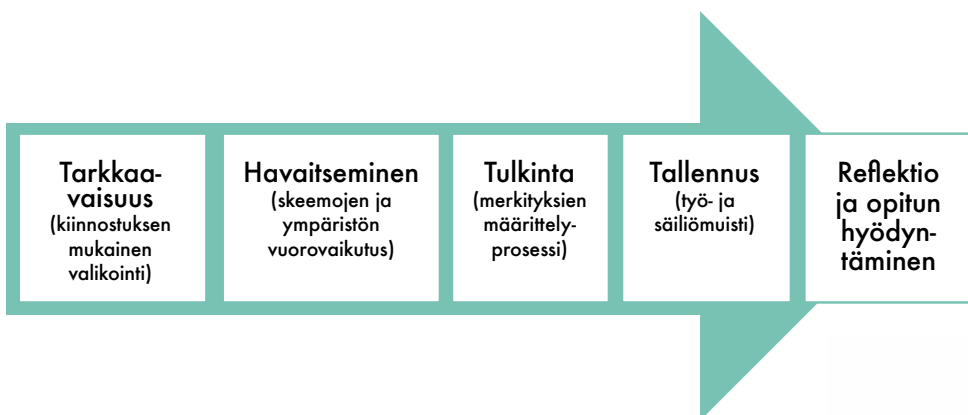 Tarkkaa-
vaisuus
(kiinnostuksen
mukainen
valikointi)
Havaitseminen
(skeemojen ja
ympäristön
vuorovaikutus)
Tulkinta
(merkityksien
määrittely-
prosessi)
Tallennus
(työ- ja
säiliömuisti)
Reflektio
ja opitun
hyödyn-
täminen